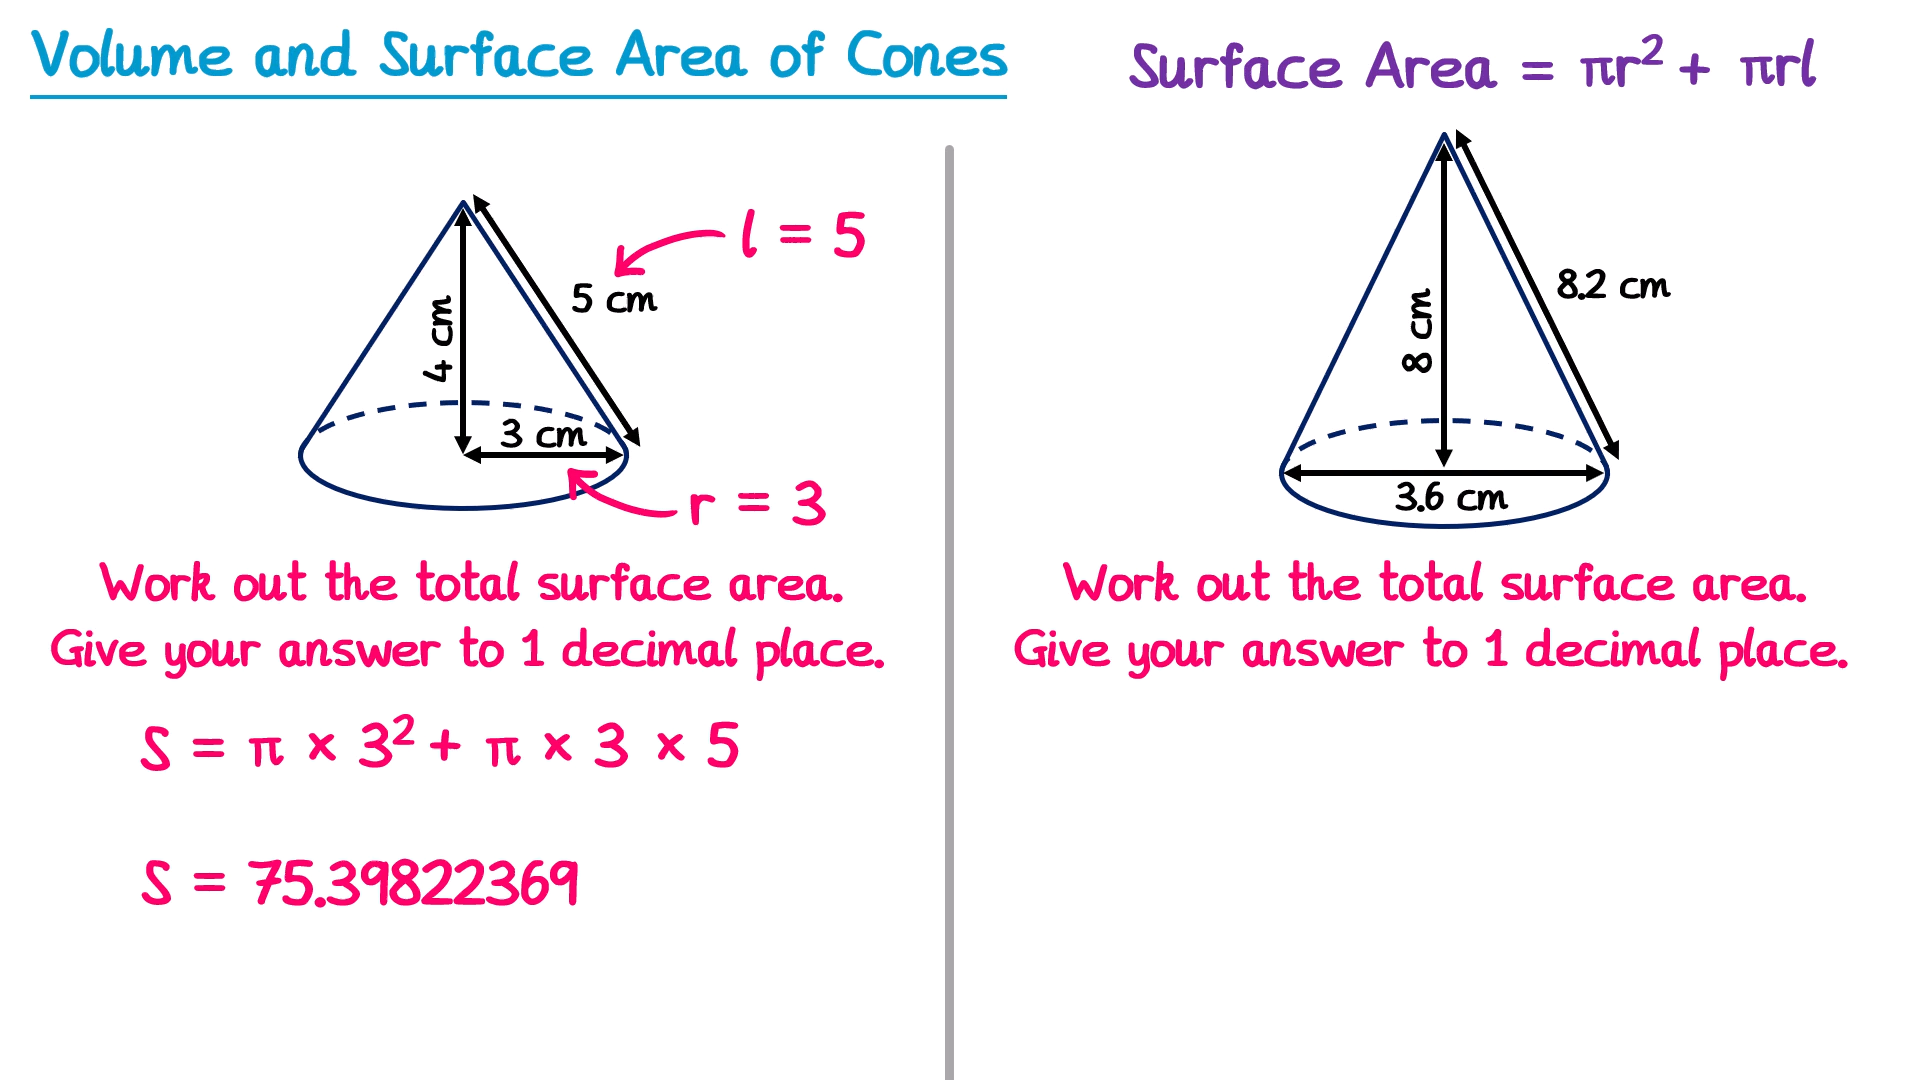 Volume and Surface Area of Cones
Surface Area = πr² + πrl
l = 5
5 cm
4 cm
3 cm
r = 3
Work out the total surface area.
Give your answer to 1 decimal place.
S = π × 3² + π × 3 × 5
S = 75.39822369
8.2 cm
8 cm
3.6 cm
Work out the total surface area.
Give your answer to 1 decimal place.